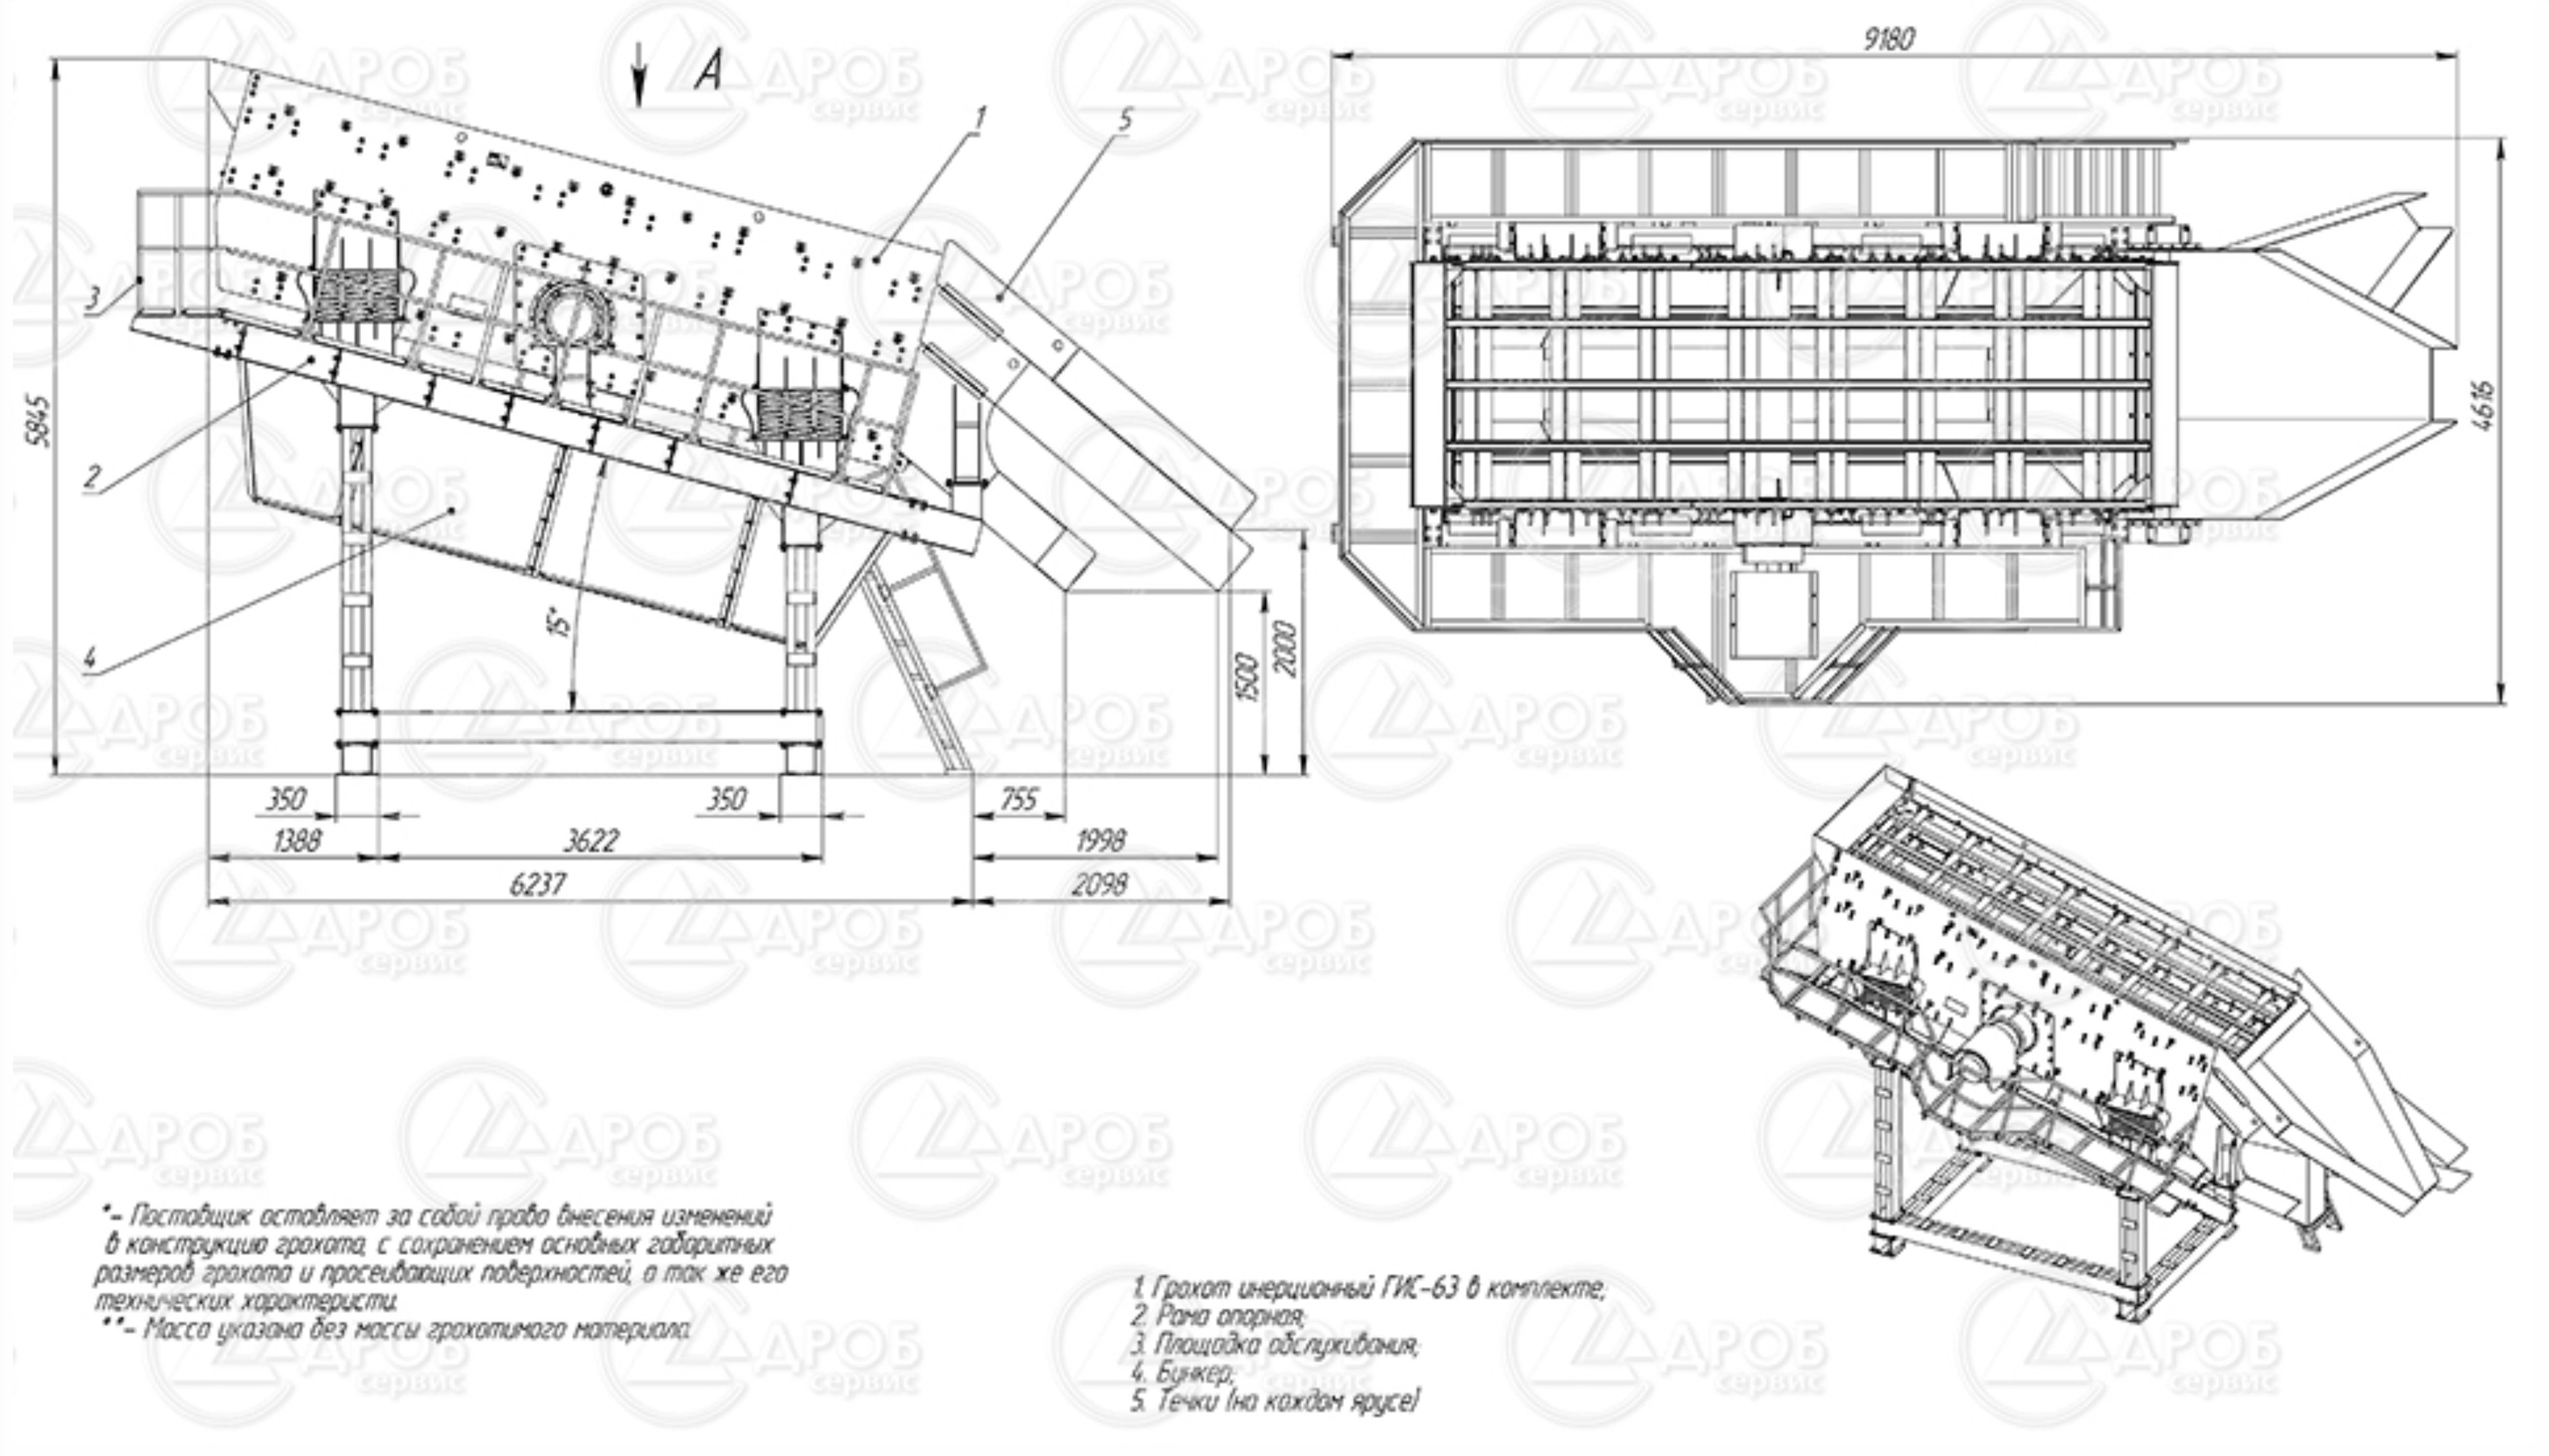 А
1
5
3
2
4
5845
15°
1500
2000
350
350
755
1388
3622
1998
6237
2098
9180
4616
*- Поставщик оставляет за собой право внесения изменений
в конструкцию грохота, с сохранением основных габаритных
размеров грохота и просеивающих поверхностей, а так же его
технических характеристи.
**- Масса указана без массы грохотимого материала
1. Грохот инерционный ГИС-63 в комплекте;
2. Рама опорная;
3. Площадка обслуживания;
4. Бункер;
5. Течки (на каждом ярусе)
ДРОБ
сервис